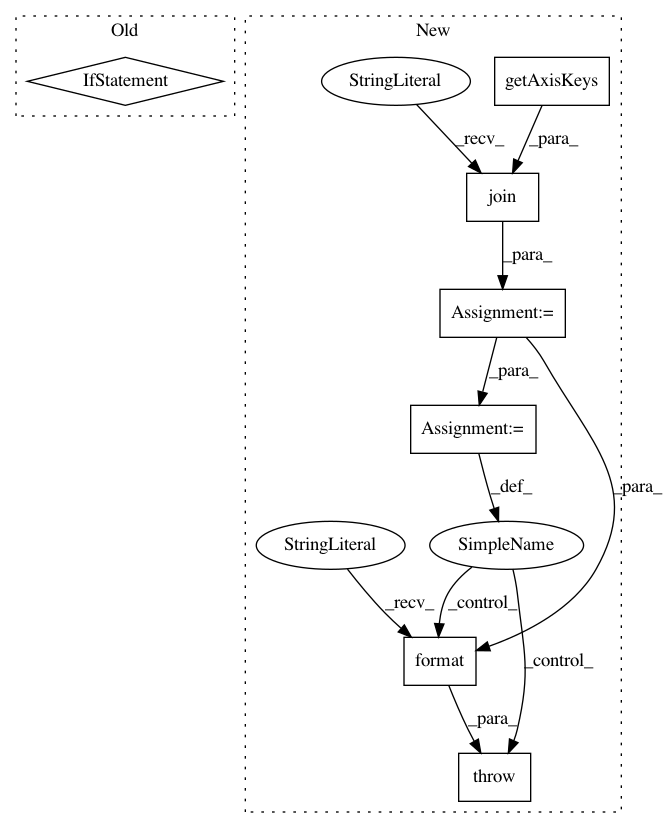 Old
New
IfStatement
StringLiteral
getAxisKeys
_recv_
_para_
join
_para_
Assignment:=
_para_
Assignment:=
_def_
_para_
StringLiteral
SimpleName
_recv_
_control_
format
_control_
_para_
throw